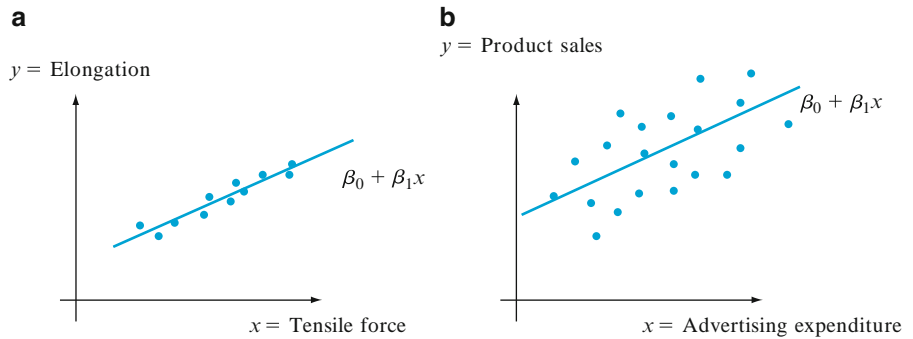 a
y = Elongation
β₀ + β₁x
x = Tensile force
b
y = Product sales
β₀ + β₁x
x = Advertising expenditure